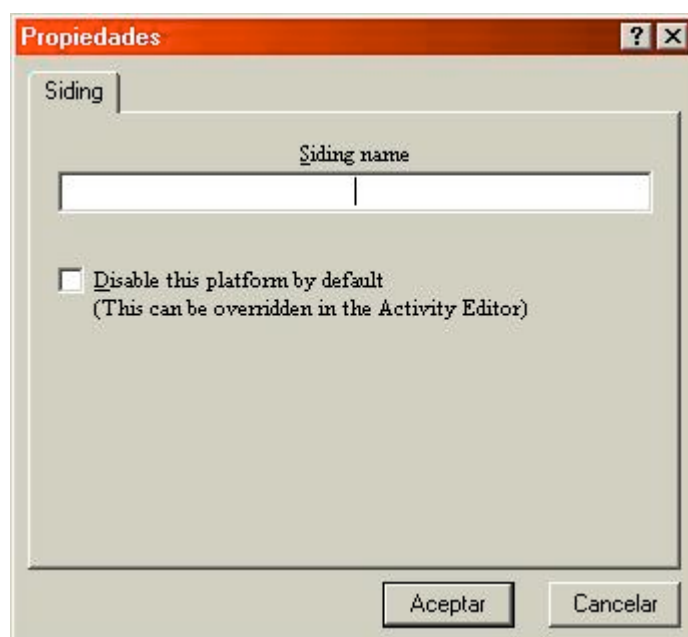 Propiedades
Siding
Siding name
Disable this platform by default
(This can be overridden in the Activity Editor)
Aceptar
Cancelar